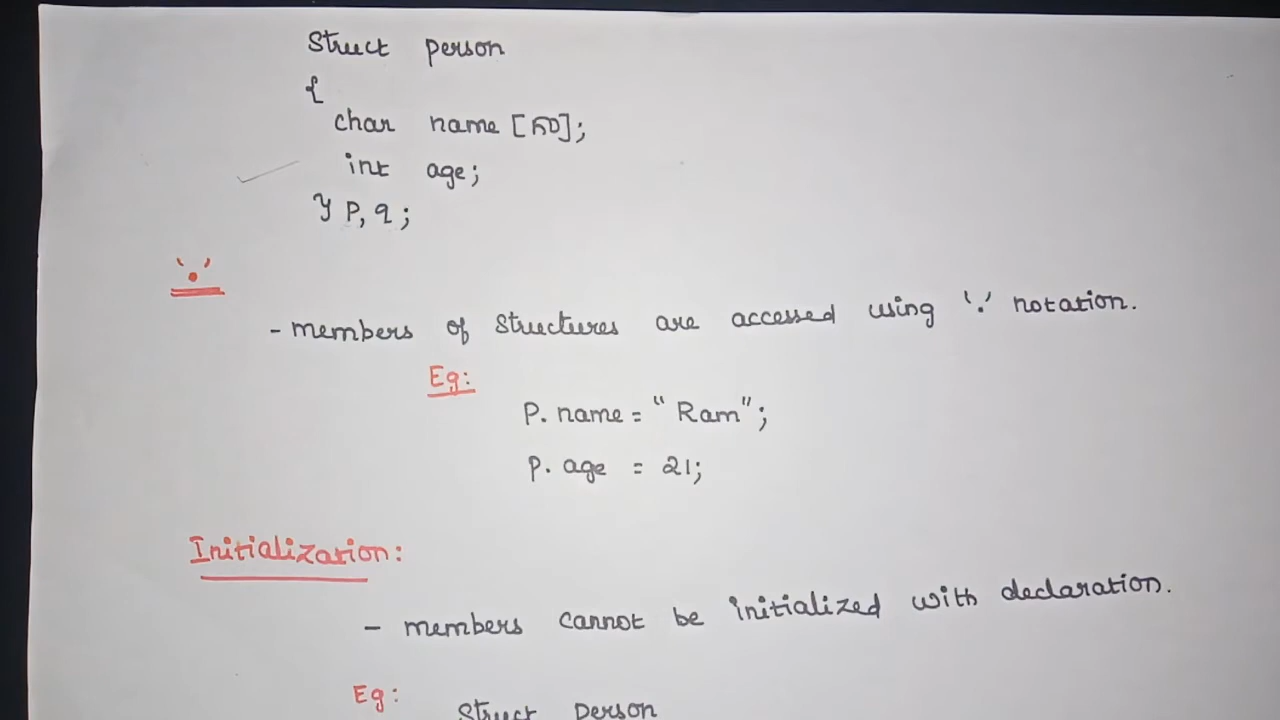 Struct person
{
char name [50];
int age;
} P, q;
'.'
- members of structures are accessed using '.' notation.
Eg:
P. name = "Ram";
P. age = 21;
Initialization:
- members cannot be initialized with declaration.
Eg:
Struct person